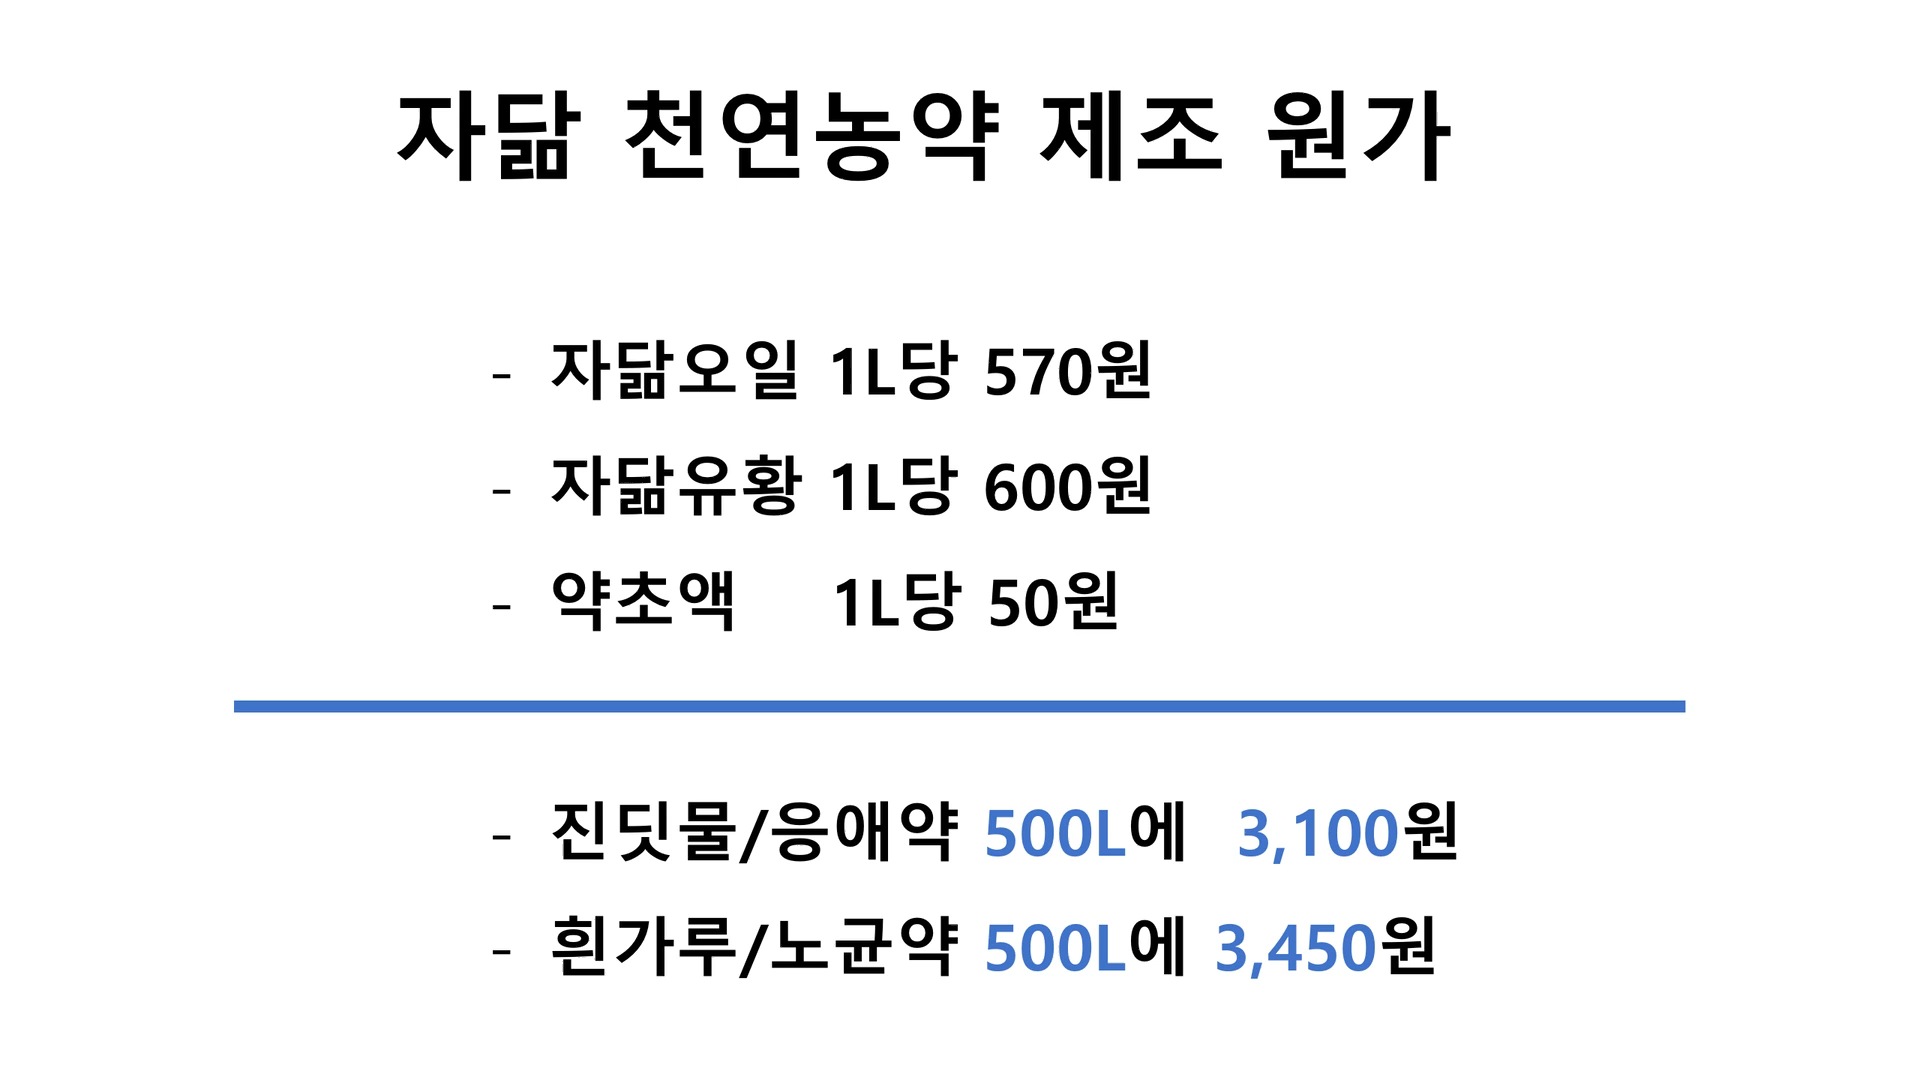 자닮 천연농약 제조 원가
- 자닮오일 1L당 570원
- 자닮유황 1L당 600원
- 약초액 1L당 50원
- 진딧물/응애약 500L에 3,100원
- 흰가루/노균약 500L에 3,450원